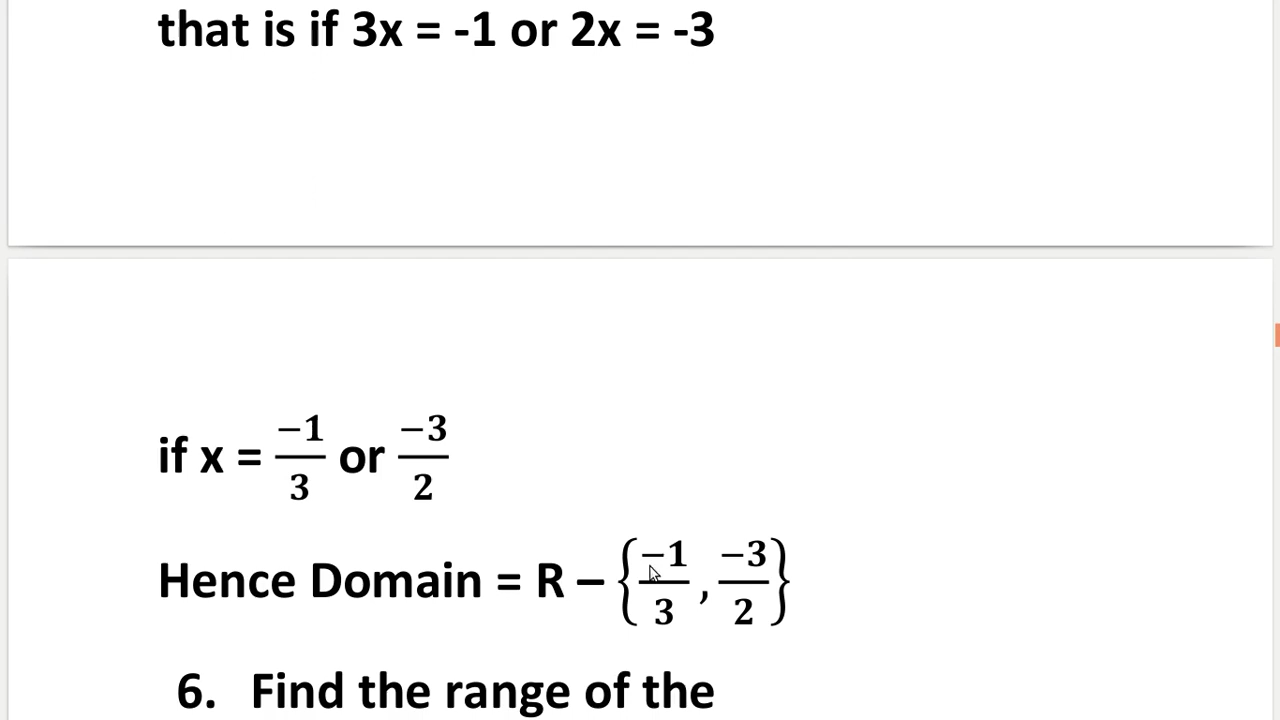 that is if 3x = -1 or 2x = -3
if x = −1/3 or −3/2
Hence Domain = R – {−1/3 , −3/2}
6. Find the range of the